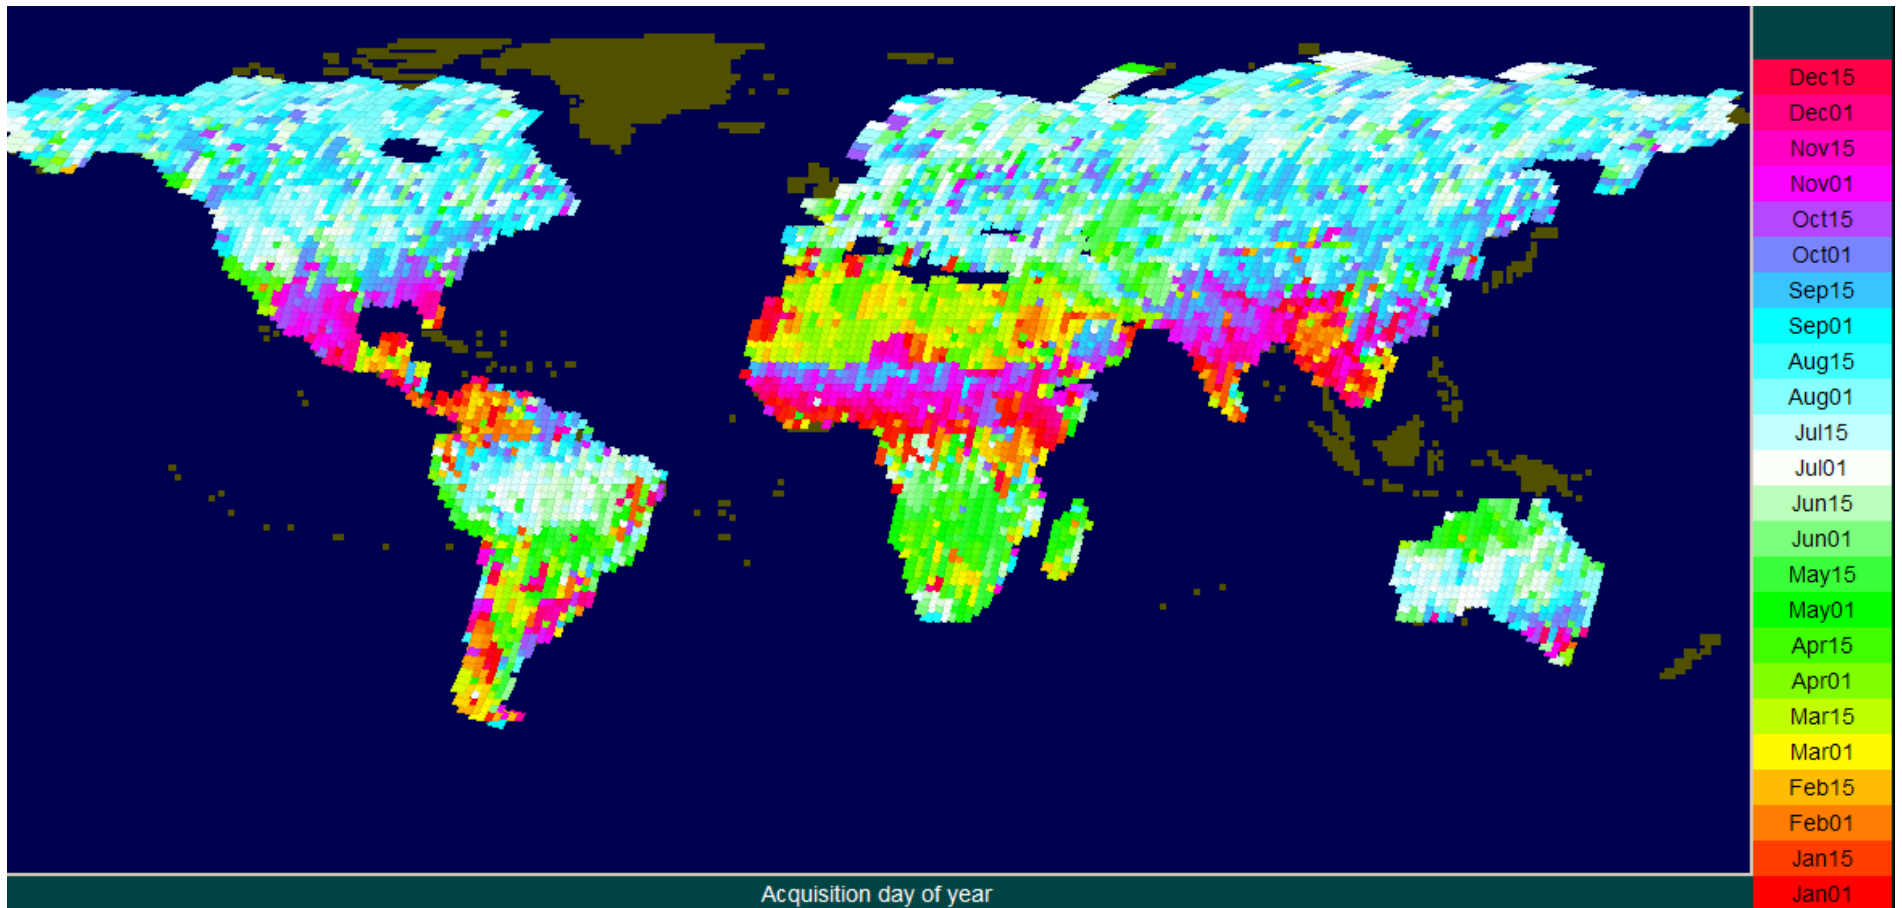 Dec15
Dec01
Nov15
Nov01
Oct15
Oct01
Sep15
Sep01
Aug15
Aug01
Jul15
Jul01
Jun15
Jun01
May15
May01
Apr15
Apr01
Mar15
Mar01
Feb15
Feb01
Jan15
Jan01
Acquisition day of year